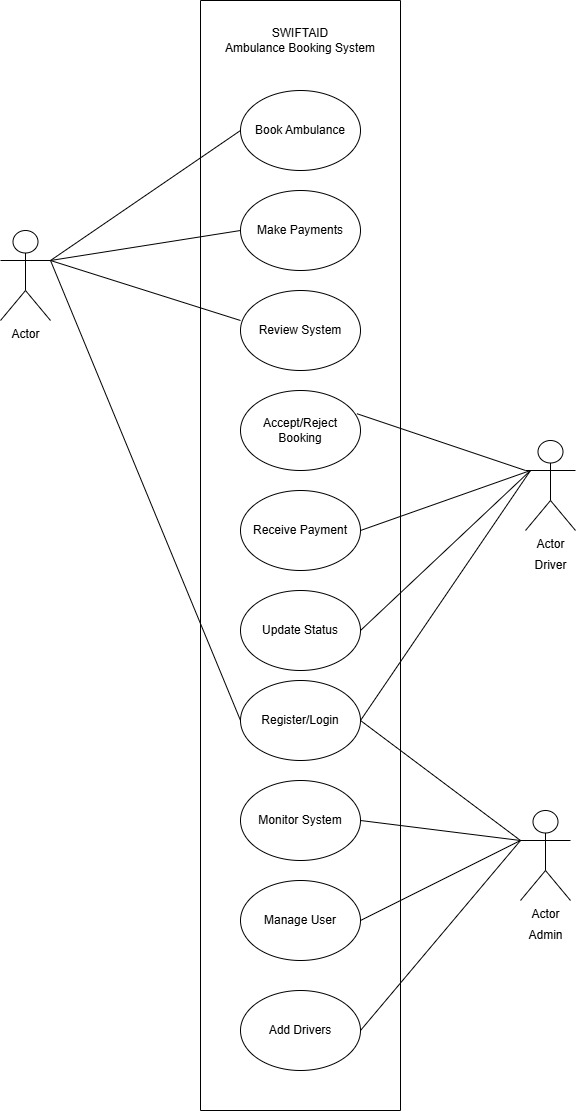 SWIFTAID
Ambulance Booking System
Book Ambulance
Make Payments
Actor
Review System
Accept/Reject
Booking
Receive Payment
Actor
Driver
Update Status
Register/Login
Monitor System
Manage User
Actor
Admin
Add Drivers